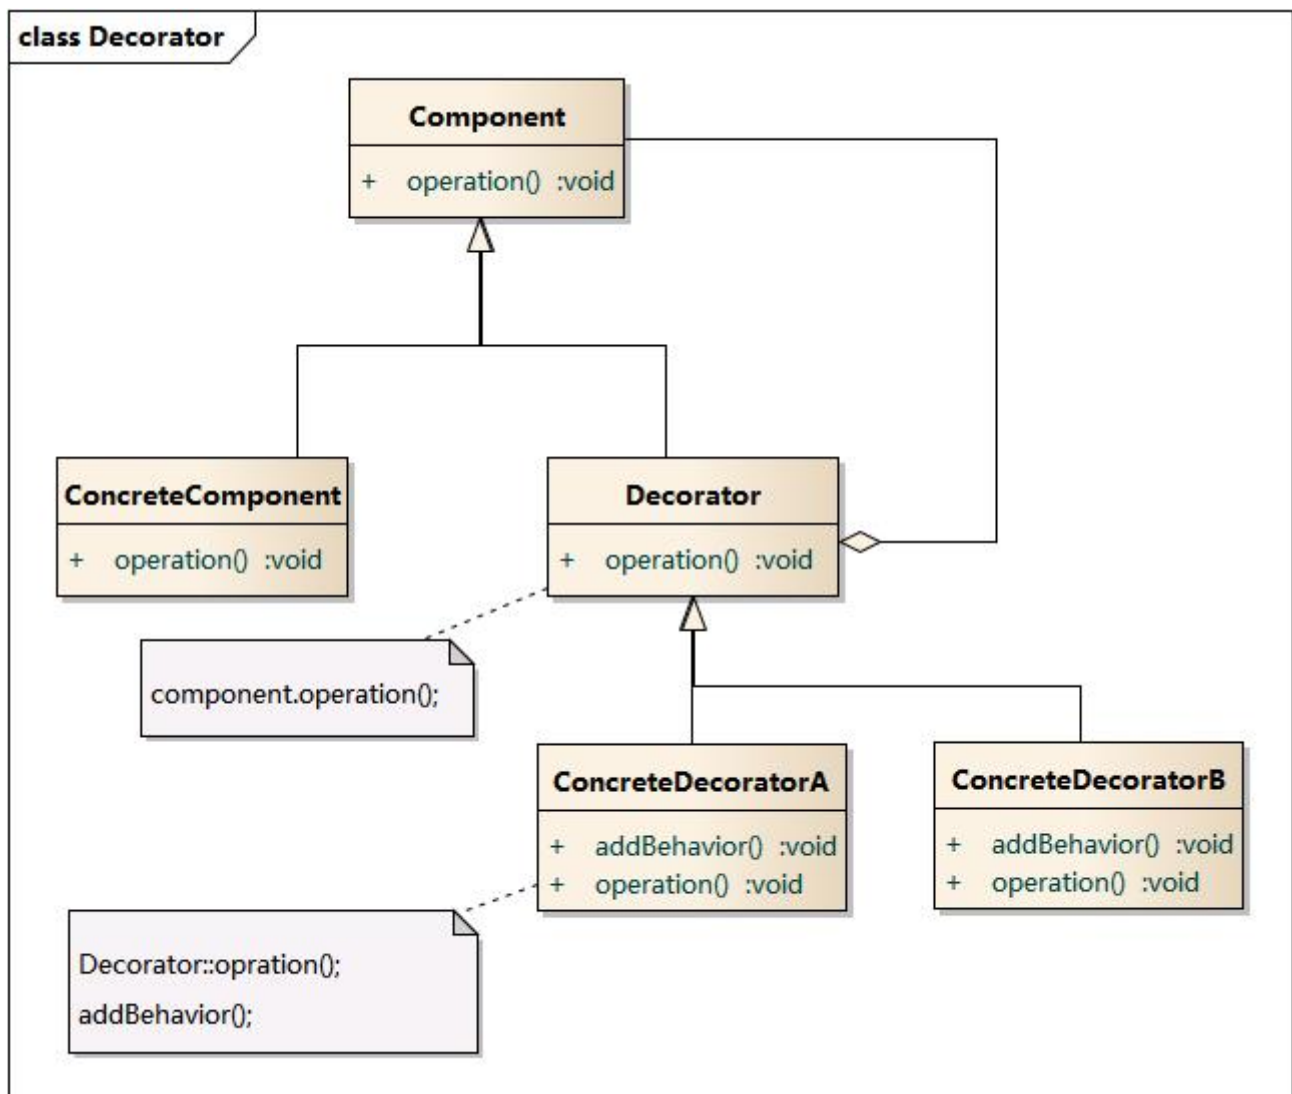 class Decorator
Component
+ operation() :void
ConcreteComponent
+ operation() :void
Decorator
+ operation() :void
component.operation();
ConcreteDecoratorA
+ addBehavior() :void
+ operation() :void
ConcreteDecoratorB
+ addBehavior() :void
+ operation() :void
Decorator::opration();
addBehavior();